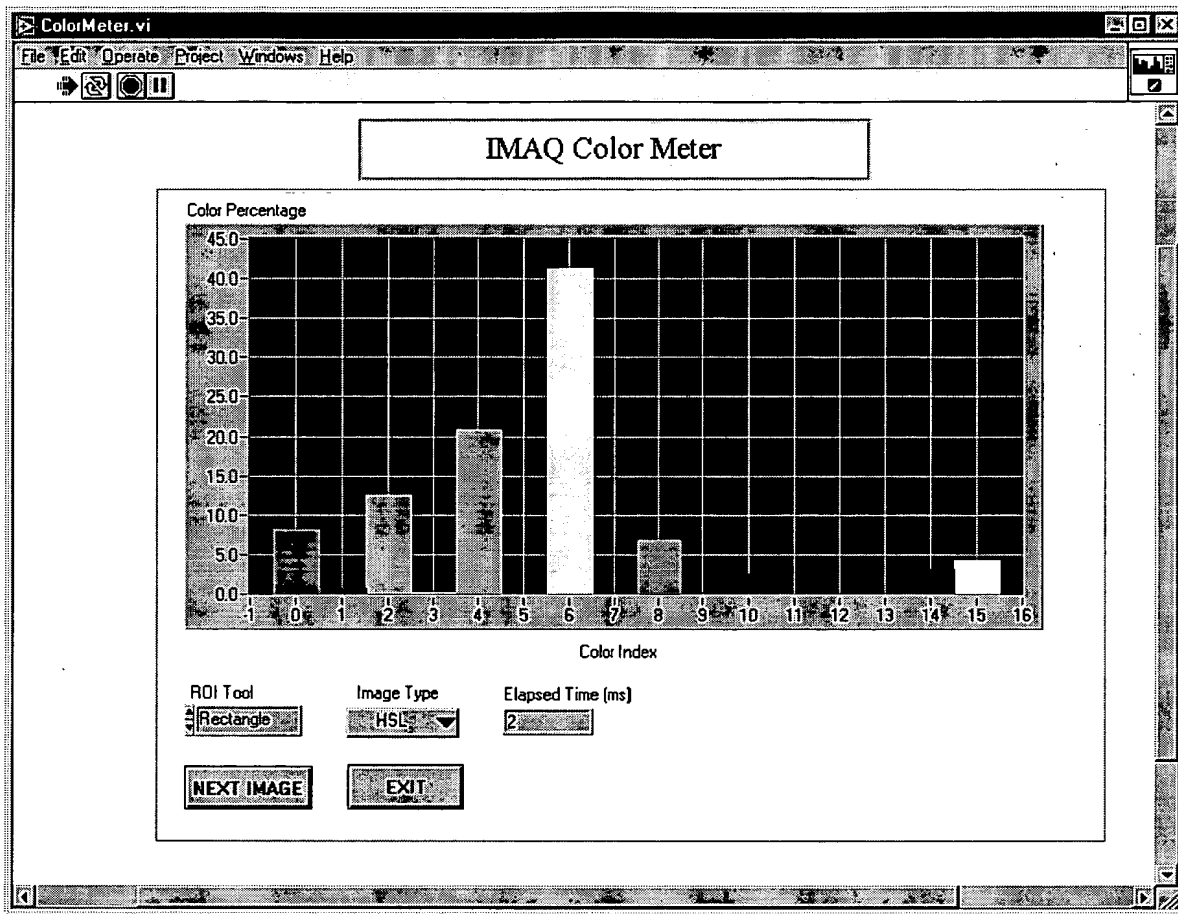 ColorMeter.vi
File Edit Operate Project Windows Help
IMAQ Color Meter
Color Percentage
45.0
40.0
35.0
30.0
25.0
20.0
15.0
10.0
5.0
0.0
-1 0 1 2 3 4 5 6 7 8 9 10 11 12 13 14 15 16
Color Index
ROI Tool Image Type Elapsed Time (ms)
Rectangle HSL 2
NEXT IMAGE EXIT